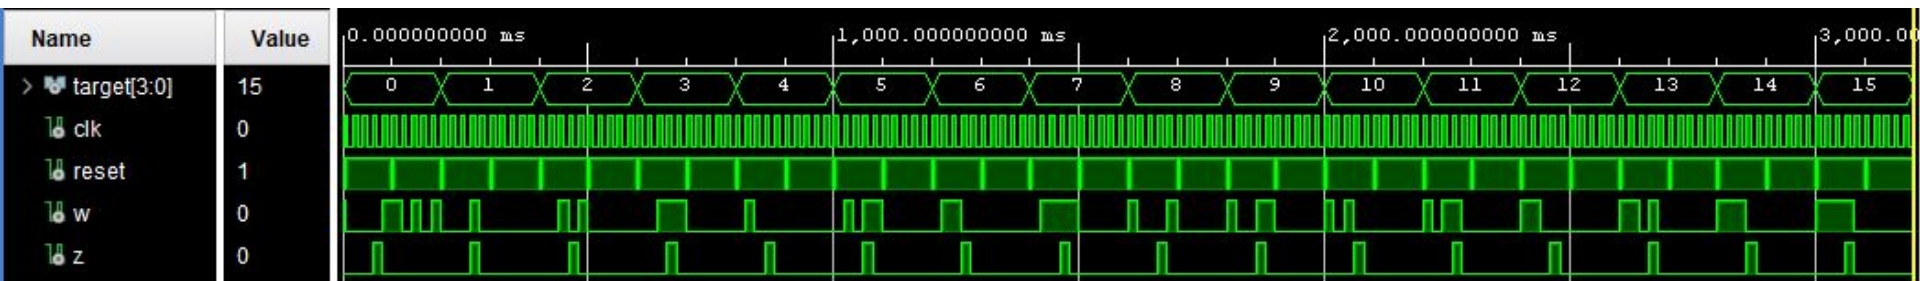 Name Value 0.000000000 ms 1,000.000000000 ms 2,000.000000000 ms 3,000.00
target[3:0] 15 0 1 2 3 4 5 6 7 8 9 10 11 12 13 14 15
clk 0
reset 1
w 0
z 0